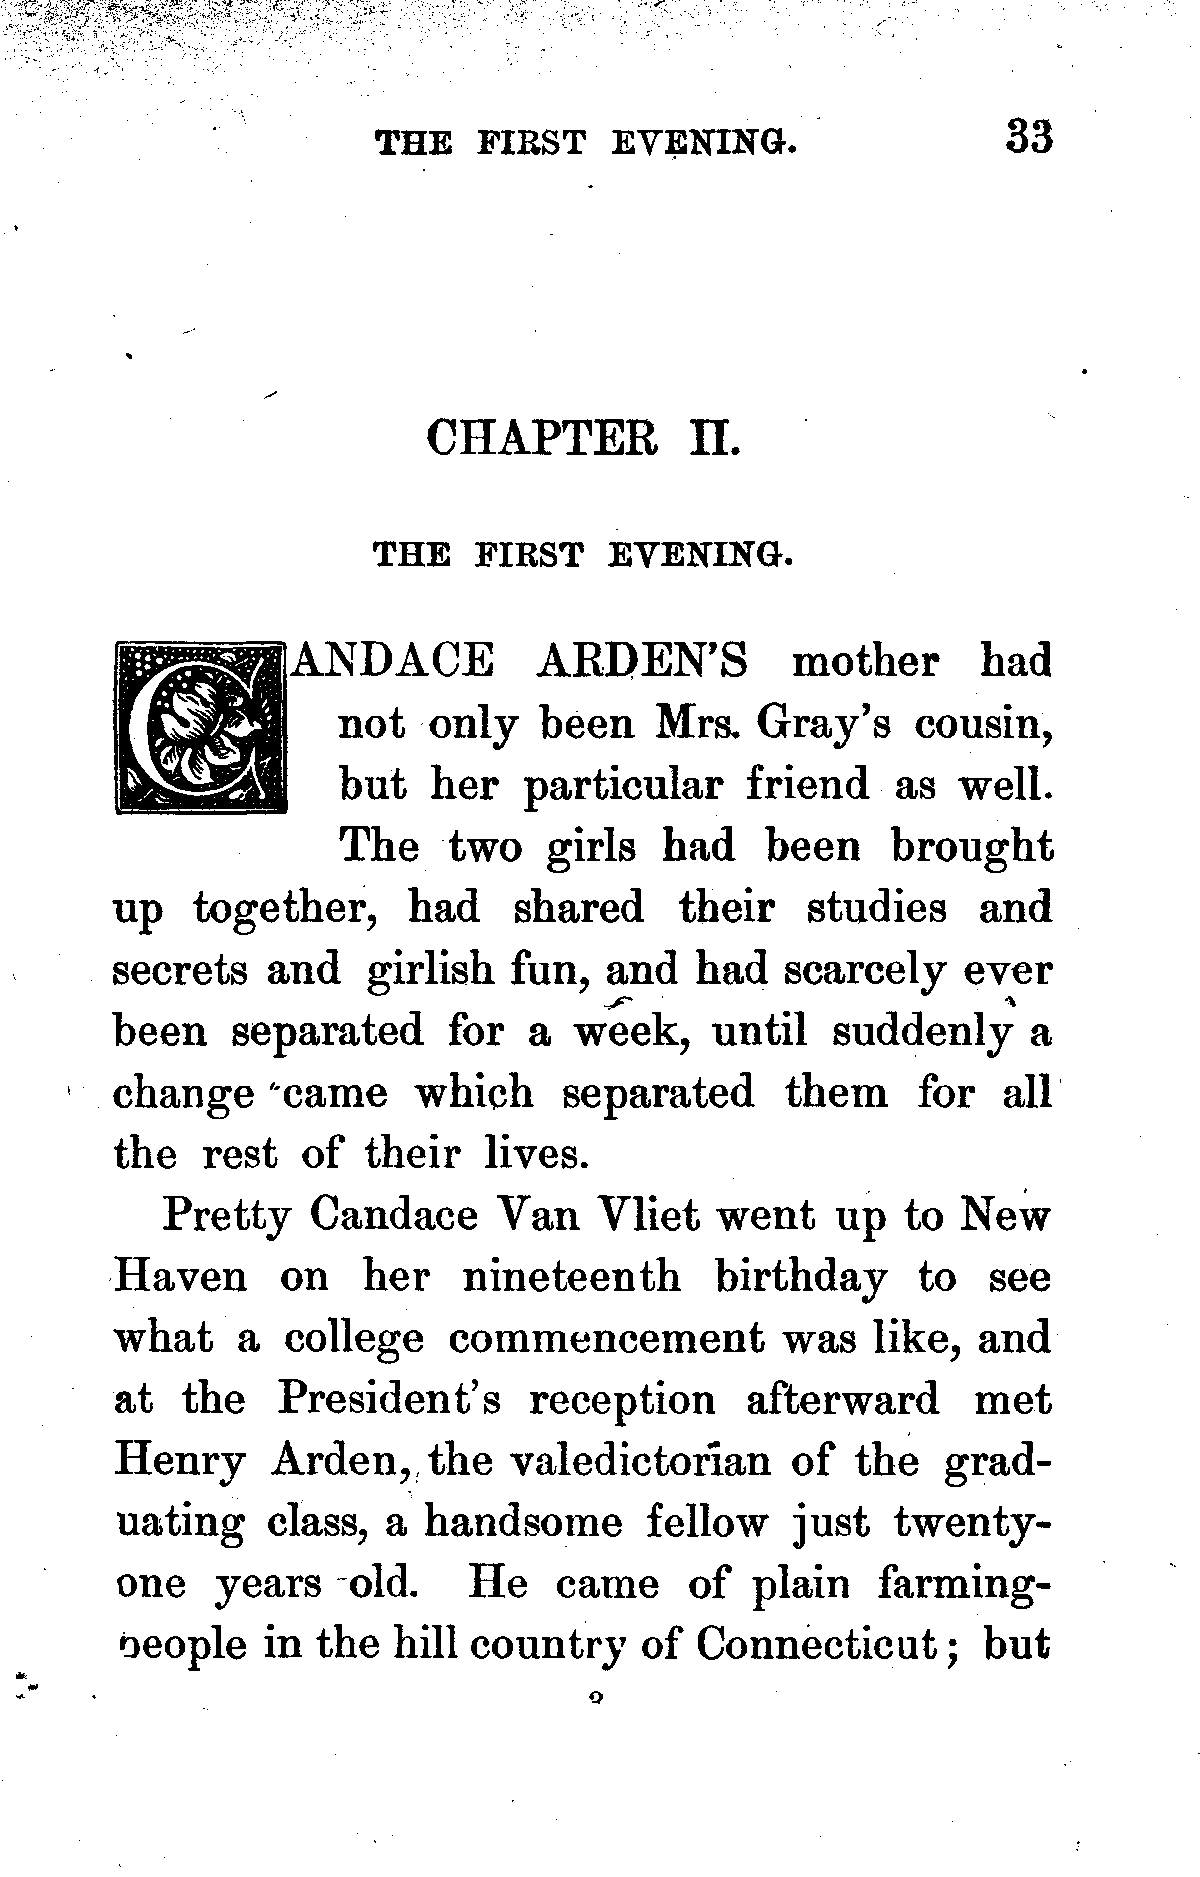 THE FIRST EVENING. 33
CHAPTER II.
THE FIRST EVENING.
CANDACE ARDEN'S mother had
not only been Mrs. Gray's cousin,
but her particular friend as well.
The two girls had been brought
up together, had shared their studies and
secrets and girlish fun, and had scarcely ever
been separated for a week, until suddenly a
change came which separated them for all
the rest of their lives.
Pretty Candace Van Vliet went up to New
Haven on her nineteenth birthday to see
what a college commencement was like, and
at the President's reception afterward met
Henry Arden, the valedictorian of the grad-
uating class, a handsome fellow just twenty-
one years old. He came of plain farming-
people in the hill country of Connecticut; but